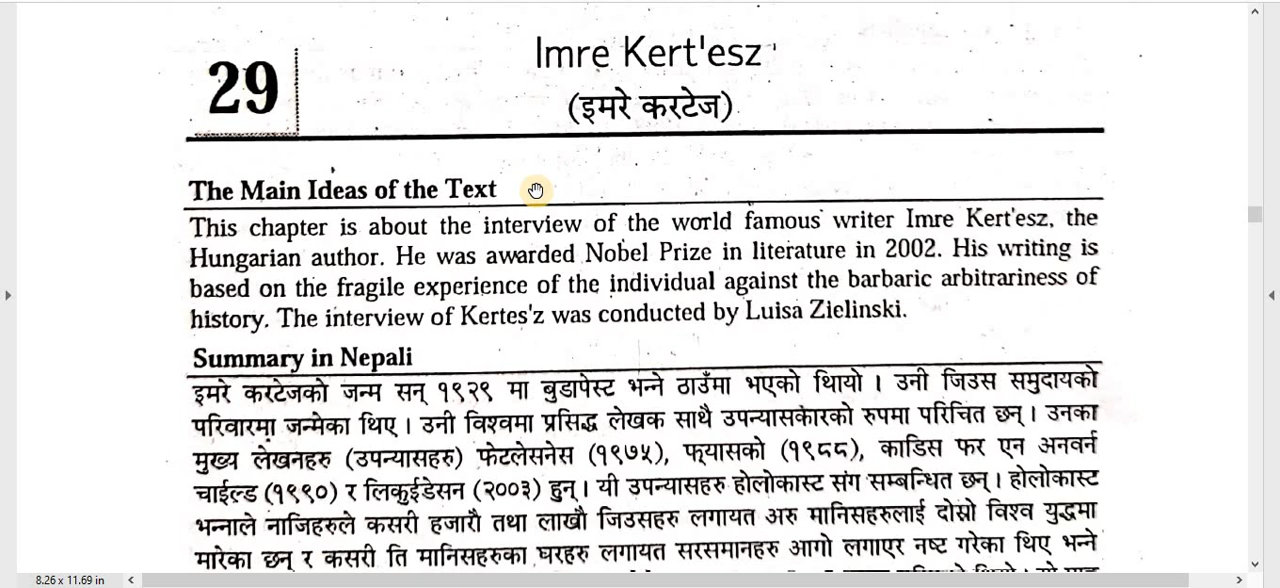 29
Imre Kert'esz
(इमरे करटेज)
The Main Ideas of the Text
This chapter is about the interview of the world famous writer Imre Kert'esz, the
Hungarian author. He was awarded Nobel Prize in literature in 2002. His writing is
based on the fragile experience of the individual against the barbaric arbitrariness of
history. The interview of Kertes'z was conducted by Luisa Zielinski.
Summary in Nepali
इमरे करटेजको जन्म सन् १९२९ मा बुडापेस्ट भन्ने ठाउँमा भएको थियो । उनी जिउस समुदायको
परिवारमा जन्मेका थिए । उनी विश्वमा प्रसिद्ध लेखक साथै उपन्यासकारको रुपमा परिचित छन् । उनका
मुख्य लेखनहरु (उपन्यासहरु) फेटलेसनेस (१९७५), फ्यासको (१९८८), काडिस फर एन अनवर्न
चाईल्ड (१९९०) र लिकुईडेसन (२००३) हुन् । यी उपन्यासहरु होलोकास्ट संग सम्बन्धित छन् । होलोकास्ट
भन्नाले नाजिहरुले कसरी हजारौ तथा लाखौ जिउसहरु लगायत अरु मानिसहरुलाई दोस्रो विश्व युद्धमा
मारेका छन् र कसरी ति मानिसहरुका घरहरु लगायत सरसमानहरु आगो लगाएर नष्ट गरेका थिए भन्ने
8.26 x 11.69 in